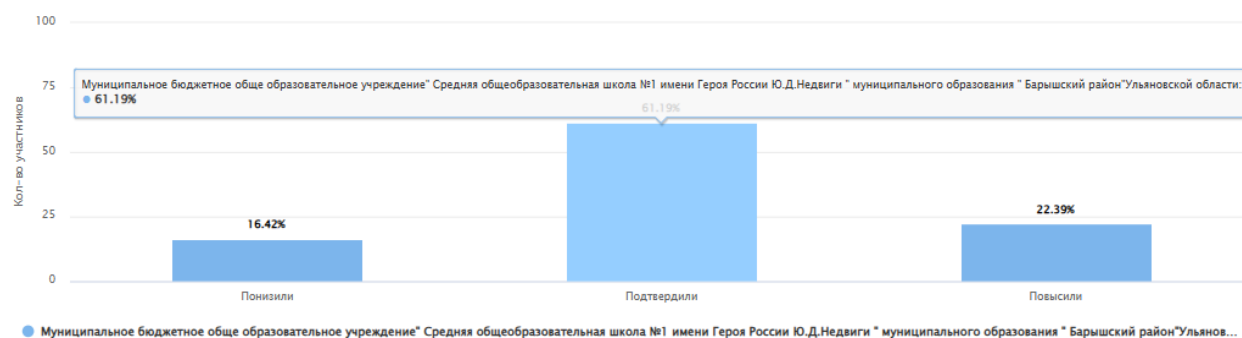 100
Муниципальное бюджетное обще образовательное учреждение" Средняя общеобразовательная школа №1 имени Героя России Ю.Д.Недвиги " муниципального образования " Барышский район"Ульяновской области:
75
61.19%
61.19%
Кол-во участников
50
25
22.39%
16.42%
0
Понизили
Подтвердили
Повысили
Муниципальное бюджетное обще образовательное учреждение" Средняя общеобразовательная школа №1 имени Героя России Ю.Д.Недвиги " муниципального образования " Барышский район"Ульянов...